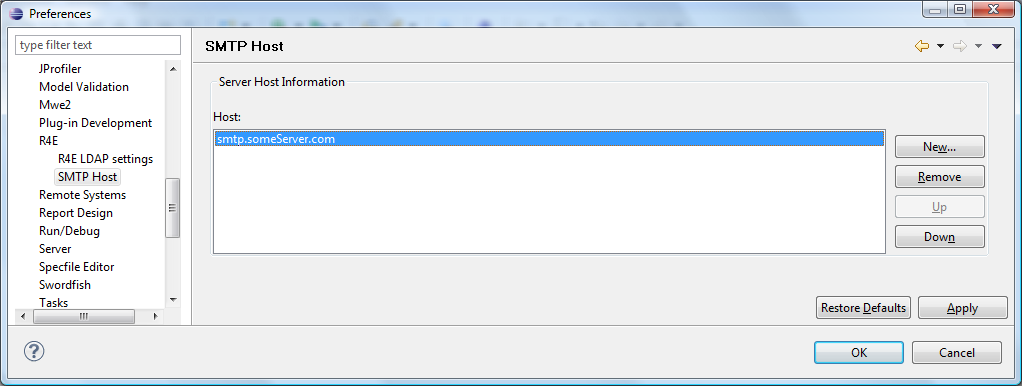 Preferences
type filter text
JProfiler
Model Validation
Mwe2
Plug-in Development
R4E
R4E LDAP settings
SMTP Host
Remote Systems
Report Design
Run/Debug
Server
Specfile Editor
Swordfish
Tasks
SMTP Host
Server Host Information
Host:
smtp.someServer.com
New...
Remove
Up
Down
Restore Defaults
Apply
?
OK
Cancel